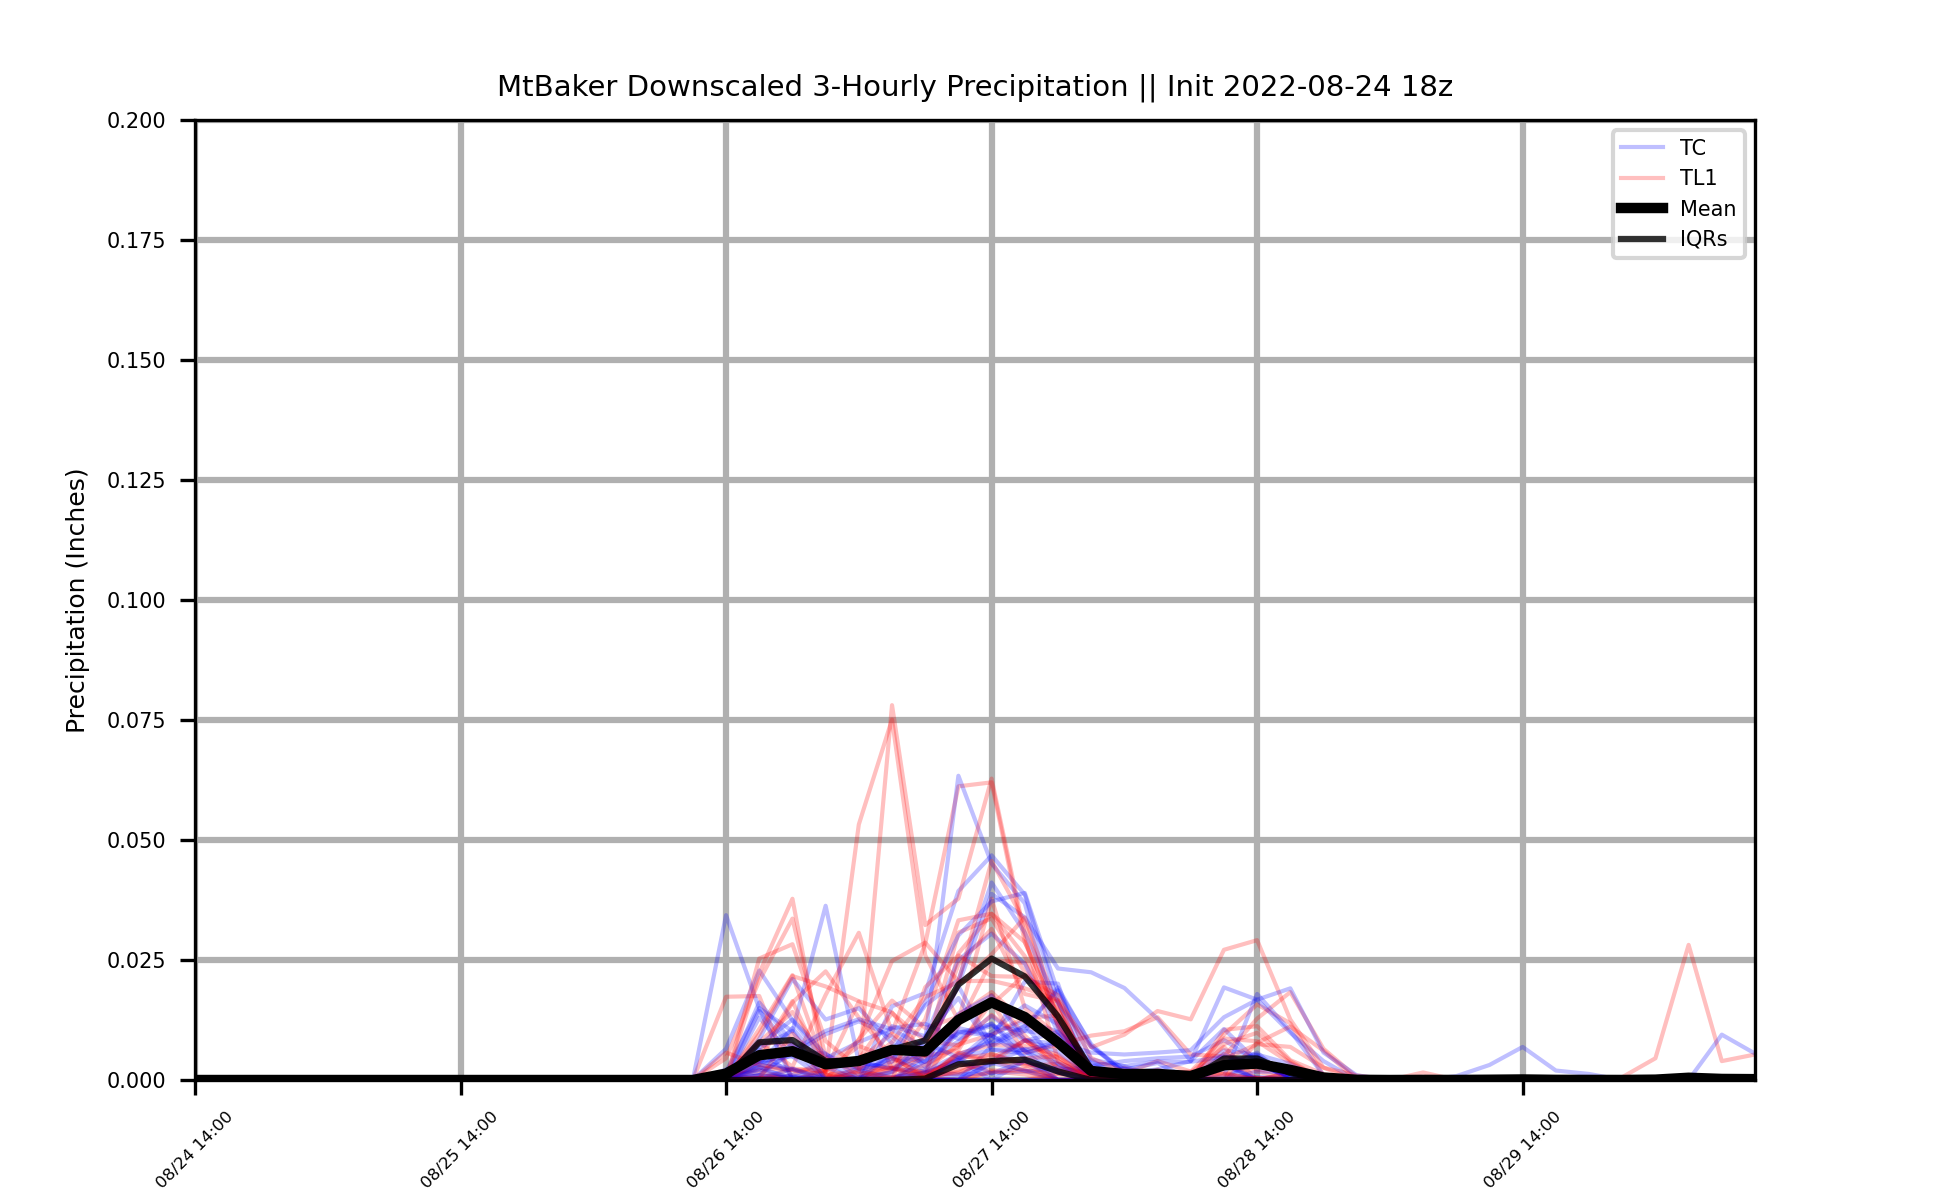 MtBaker Downscaled 3-Hourly Precipitation || Init 2022-08-24 18z
TC
TL1
Mean
IQRs
Precipitation (Inches)
0.200
0.175
0.150
0.125
0.100
0.075
0.050
0.025
0.000
08/24 14:00
08/25 14:00
08/26 14:00
08/27 14:00
08/28 14:00
08/29 14:00